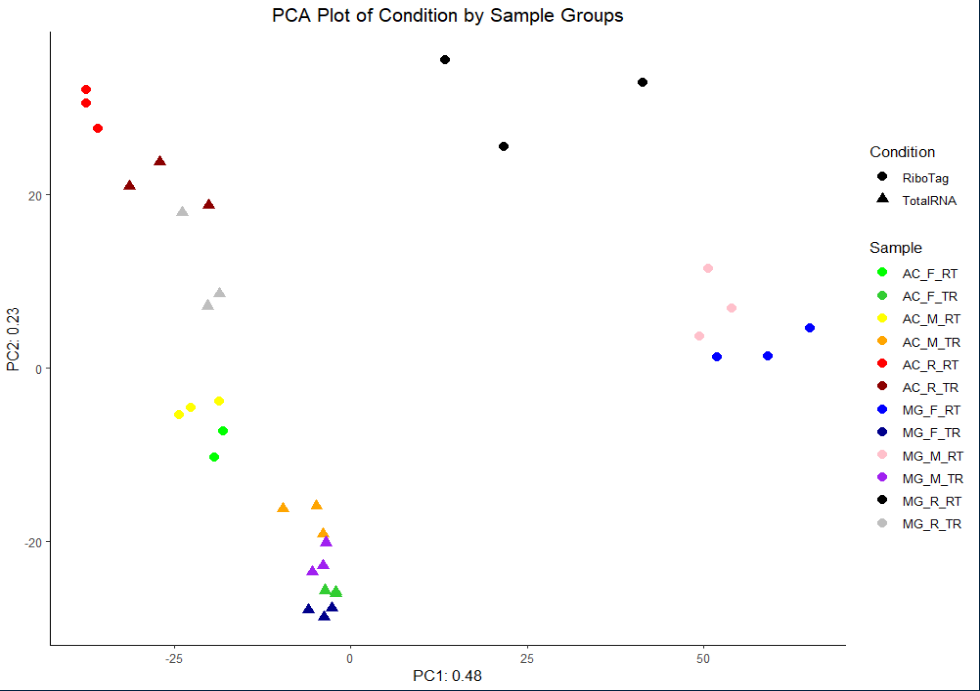 PCA Plot of Condition by Sample Groups
PC2: 0.23
20
0
-20
-25
0
25
50
PC1: 0.48
Condition
RiboTag
TotalRNA
Sample
AC_F_RT
AC_F_TR
AC_M_RT
AC_M_TR
AC_R_RT
AC_R_TR
MG_F_RT
MG_F_TR
MG_M_RT
MG_M_TR
MG_R_RT
MG_R_TR